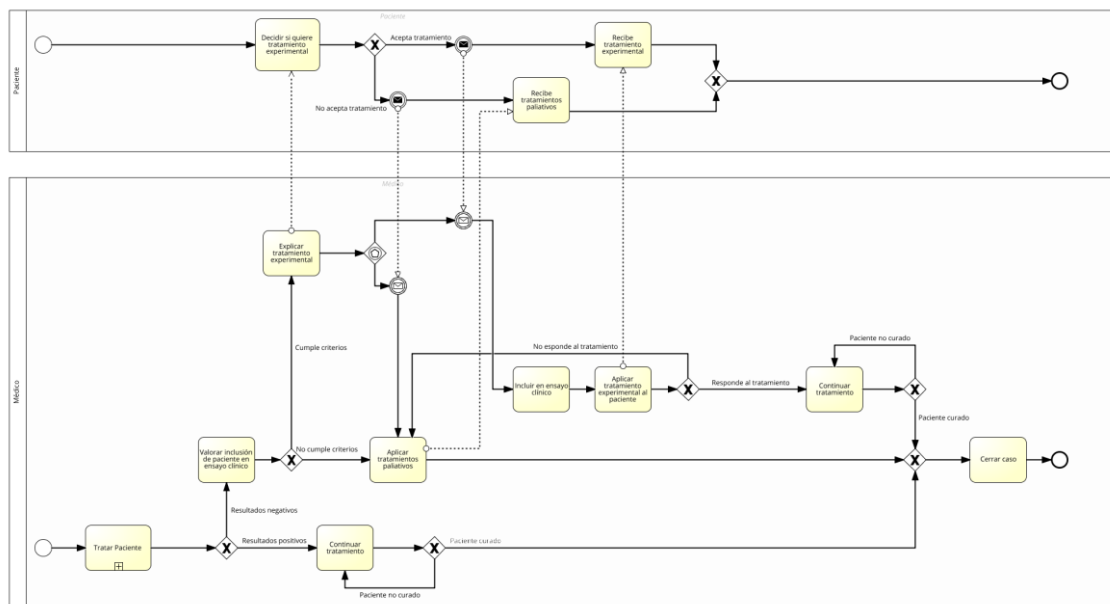 Paciente
Paciente
Decidir si quiere
tratamiento
experimental
Acepta tratamiento
No acepta tratamiento
Recibe
tratamiento
experimental
Recibe
tratamientos
paliativos
Médico
Médico
Explicar
tratamiento
experimental
Cumple criterios
No esponde al tratamiento
Paciente no curado
Incluir en ensayo
clínico
Aplicar
tratamiento
experimental al
paciente
Responde al tratamiento
Continuar
tratamiento
Paciente curado
Valorar inclusión
de paciente en
ensayo clínico
No cumple criterios
Aplicar
tratamientos
paliativos
Cerrar caso
Resultados negativos
Tratar Paciente
Resultados positivos
Continuar
tratamiento
Paciente curado
Paciente no curado